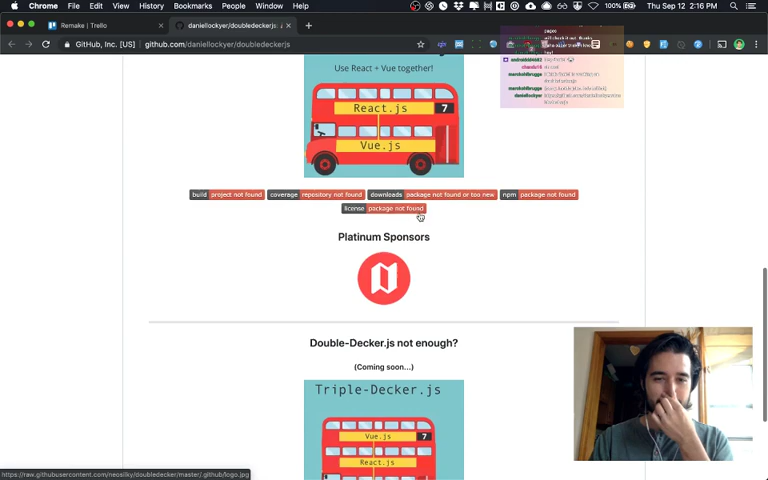 Chrome File Edit View History Bookmarks People Window Help 100% Thu Sep 12 2:16 PM
Remake | Trello daniellockyer/doubledeckerjs:
GitHub, Inc. [US] github.com/daniellockyer/doubledeckerjs
Use React + Vue together!
React.js 7
Vue.js
build project not found coverage repository not found downloads package not found or too new npm package not found
license package not found
Platinum Sponsors
Double-Decker.js not enough?
(Coming soon...)
Triple-Decker.js
Vue.js 7
React.js
https://raw.githubusercontent.com/neosilky/doubledecker/master/.github/logo.jpg